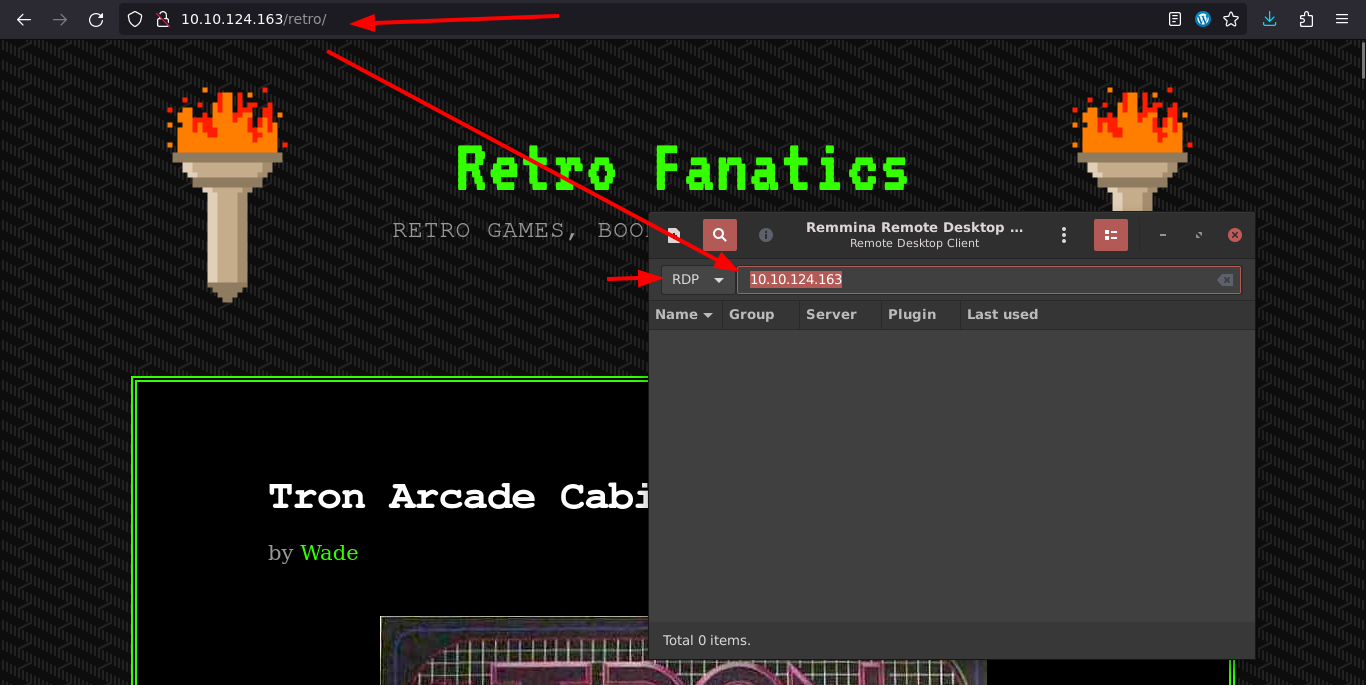 10.10.124.163/retro/
Retro Fanatics
RETRO GAMES, BOO
Remmina Remote Desktop ...
Remote Desktop Client
RDP 10.10.124.163
Name Group Server Plugin Last used
Total 0 items.
Tron Arcade Cabi
by Wade